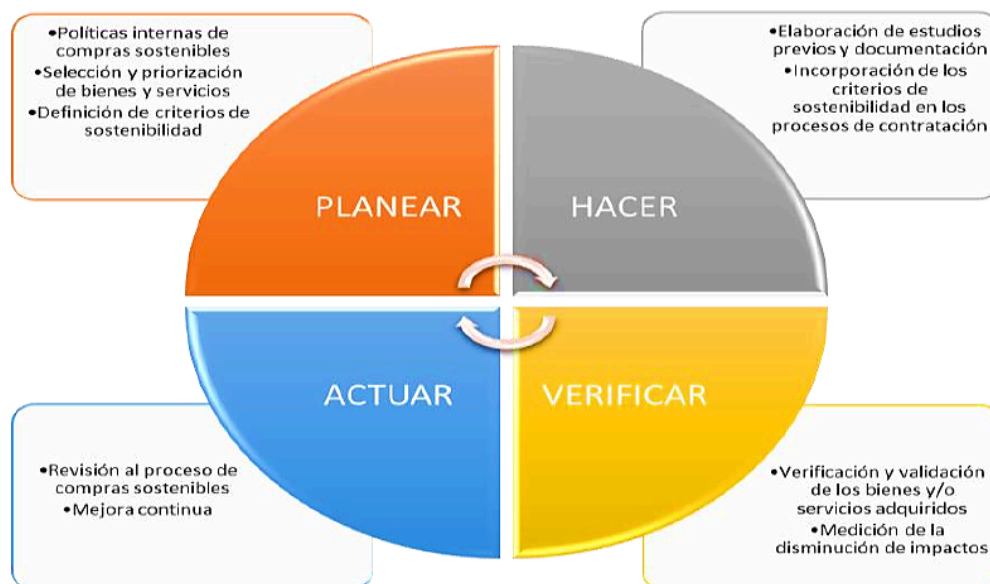 •Políticas internas de
compras sostenibles
•Selección y priorización
de bienes y servicios
•Definición de criterios de
sostenibilidad
•Elaboración de estudios
previos y documentación
•Incorporación de los
criterios de
sostenibilidad en los
procesos de contratación
PLANEAR
HACER
ACTUAR
VERIFICAR
•Revisión al proceso de
compras sostenibles
•Mejora continua
•Verificación y validación
de los bienes y/o
servicios adquiridos
•Medición de la
disminución de impactos